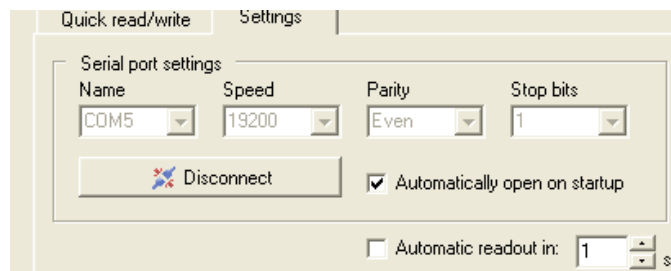 Quick read/write Settings
Serial port settings
Name Speed Parity Stop bits
COM5 19200 Even 1
Disconnect Automatically open on startup
Automatic readout in: 1 s